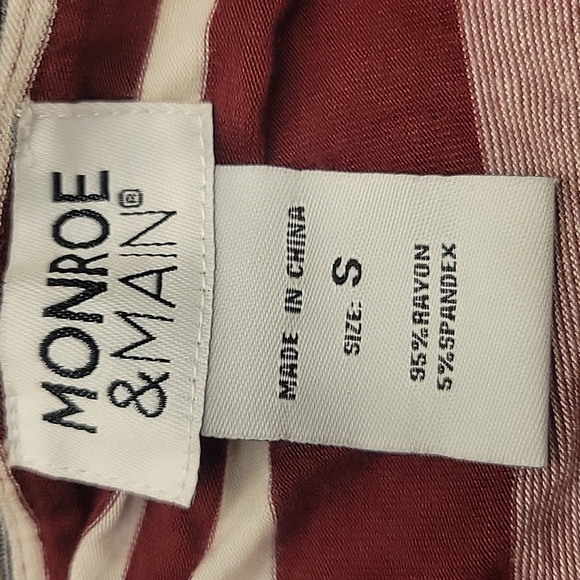 MONROE
&MAIN®
MADE IN CHINA
SIZE: S
95%RAYON
5%SPANDEX